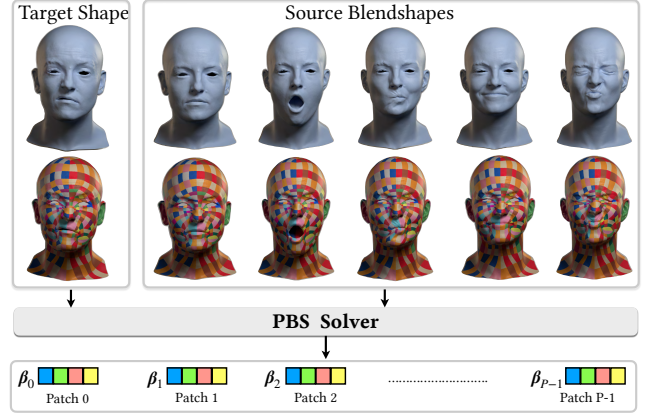 Target Shape
Source Blendshapes
PBS Solver
β₀
β₁
β₂
..............................
βP−1
Patch 0
Patch 1
Patch 2
Patch P-1